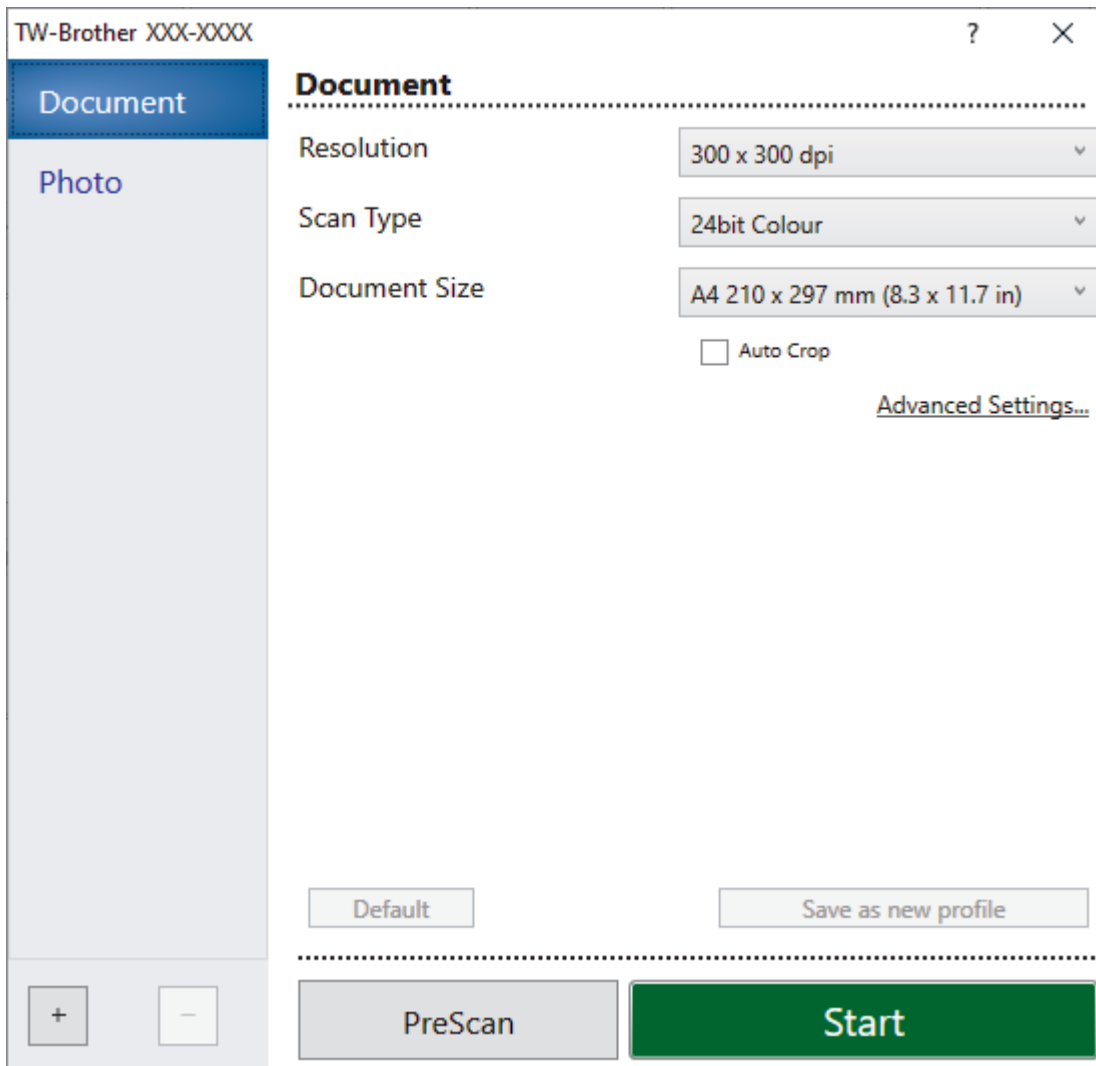 TW-Brother XXX-XXXX ?
Document
Photo
Document
Resolution 300 x 300 dpi
Scan Type 24bit Colour
Document Size A4 210 x 297 mm (8.3 x 11.7 in)
Auto Crop
Advanced Settings...
Default Save as new profile
+ −
PreScan Start